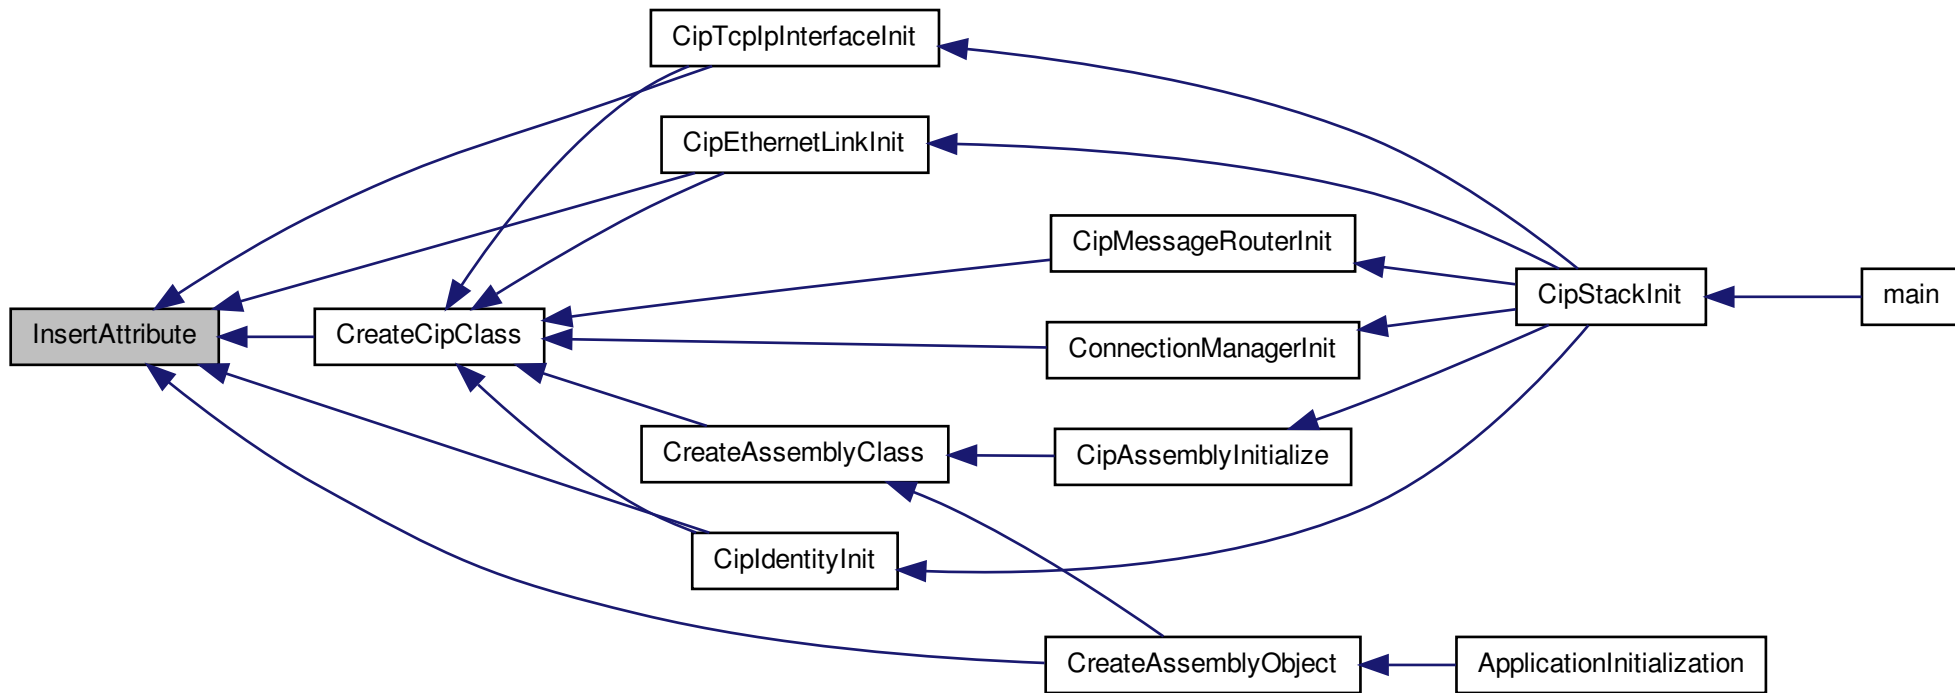 CipTcpIpInterfaceInit
CipEthernetLinkInit
CipMessageRouterInit
CipStackInit
main
InsertAttribute
CreateCipClass
ConnectionManagerInit
CreateAssemblyClass
CipAssemblyInitialize
CipIdentityInit
CreateAssemblyObject
ApplicationInitialization